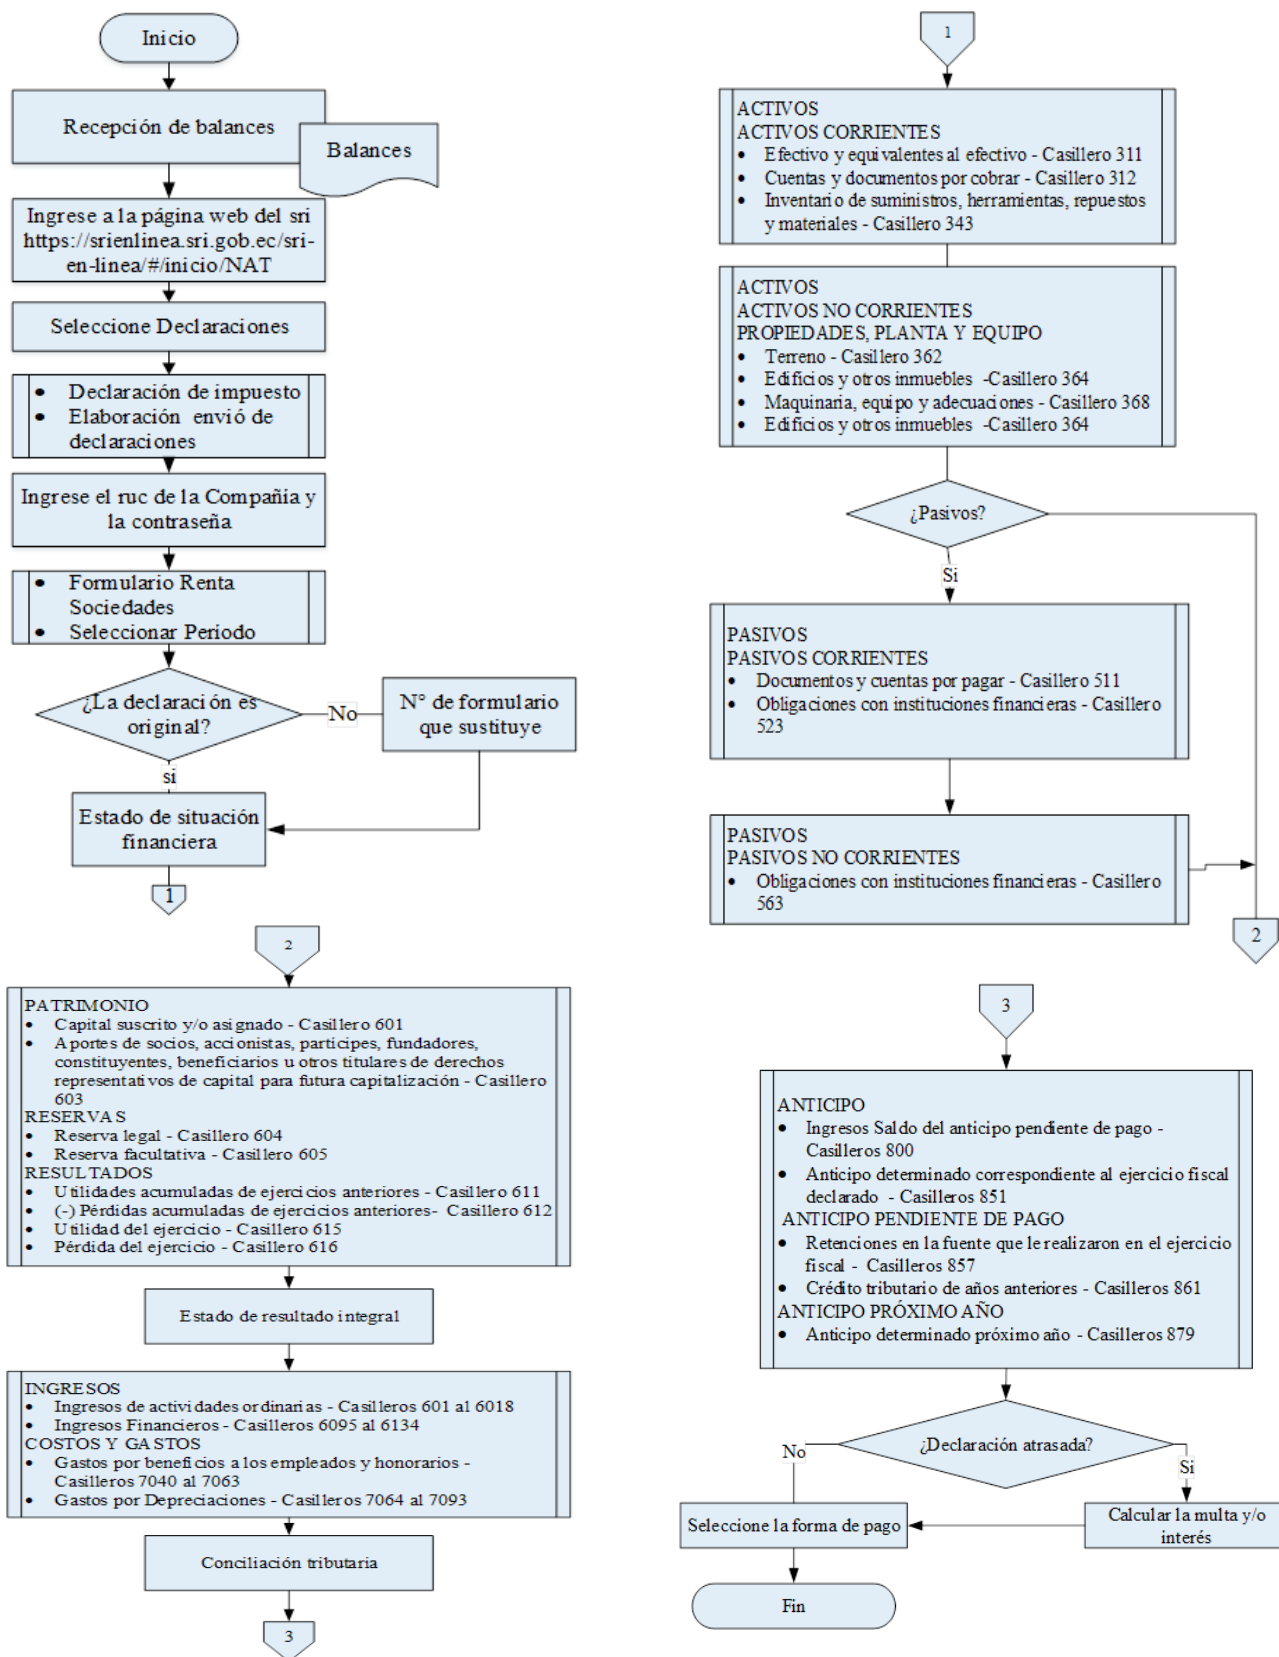 Inicio
Recepción de balances
Balances
Ingrese a la página web del sri
https://srienlinea.sri.gob.ec/sri-
en-linea/#/inicio/NAT
Seleccione Declaraciones
• Declaración de impuesto
• Elaboración envió de
declaraciones
Ingrese el ruc de la Compañía y
la contraseña
• Formulario Renta
Sociedades
• Seleccionar Período
¿La declaración es
original?
No
N° de formulario
que sustituye
si
Estado de situación
financiera
1
1
ACTIVOS
ACTIVOS CORRIENTES
• Efectivo y equivalentes al efectivo - Casillero 311
• Cuentas y documentos por cobrar - Casillero 312
• Inventario de suministros, herramientas, repuestos
y materiales - Casillero 343
ACTIVOS
ACTIVOS NO CORRIENTES
PROPIEDADES, PLANTA Y EQUIPO
• Terreno - Casillero 362
• Edificios y otros inmuebles -Casillero 364
• Maquinaria, equipo y adecuaciones - Casillero 368
• Edificios y otros inmuebles -Casillero 364
¿Pasivos?
Si
PASIVOS
PASIVOS CORRIENTES
• Documentos y cuentas por pagar - Casillero 511
• Obligaciones con instituciones financieras - Casillero
523
PASIVOS
PASIVOS NO CORRIENTES
• Obligaciones con instituciones financieras - Casillero
563
2
2
PATRIMONIO
• Capital suscrito y/o asignado - Casillero 601
• Aportes de socios, accionistas, partícipes, fundadores,
constituyentes, beneficiarios u otros titulares de derechos
representativos de capital para futura capitalización - Casillero
603
RESERVAS
• Reserva legal - Casillero 604
• Reserva facultativa - Casillero 605
RESULTADOS
• Utilidades acumuladas de ejercicios anteriores - Casillero 611
• (-) Pérdidas acumuladas de ejercicios anteriores- Casillero 612
• Utilidad del ejercicio - Casillero 615
• Pérdida del ejercicio - Casillero 616
Estado de resultado integral
INGRESOS
• Ingresos de actividades ordinarias - Casilleros 601 al 6018
• Ingresos Financieros - Casilleros 6095 al 6134
COSTOS Y GASTOS
• Gastos por beneficios a los empleados y honorarios -
Casilleros 7040 al 7063
• Gastos por Depreciaciones - Casilleros 7064 al 7093
Conciliación tributaria
3
3
ANTICIPO
• Ingresos Saldo del anticipo pendiente de pago -
Casilleros 800
• Anticipo determinado correspondiente al ejercicio fiscal
declarado - Casilleros 851
ANTICIPO PENDIENTE DE PAGO
• Retenciones en la fuente que le realizaron en el ejercicio
fiscal - Casilleros 857
• Crédito tributario de años anteriores - Casilleros 861
ANTICIPO PRÓXIMO AÑO
• Anticipo determinado próximo año - Casilleros 879
¿Declaración atrasada?
No
Si
Seleccione la forma de pago
Calcular la multa y/o
interés
Fin